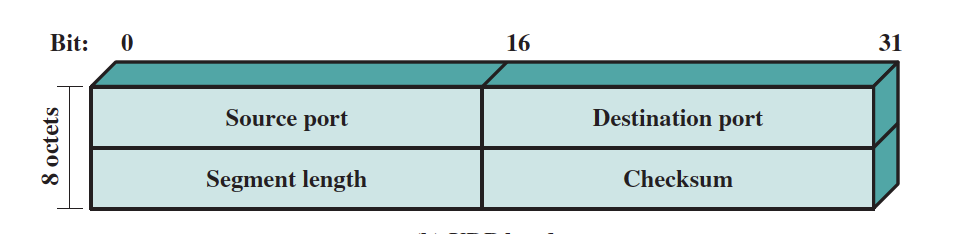 Bit: 0 16 31
8 octets
Source port Destination port
Segment length Checksum